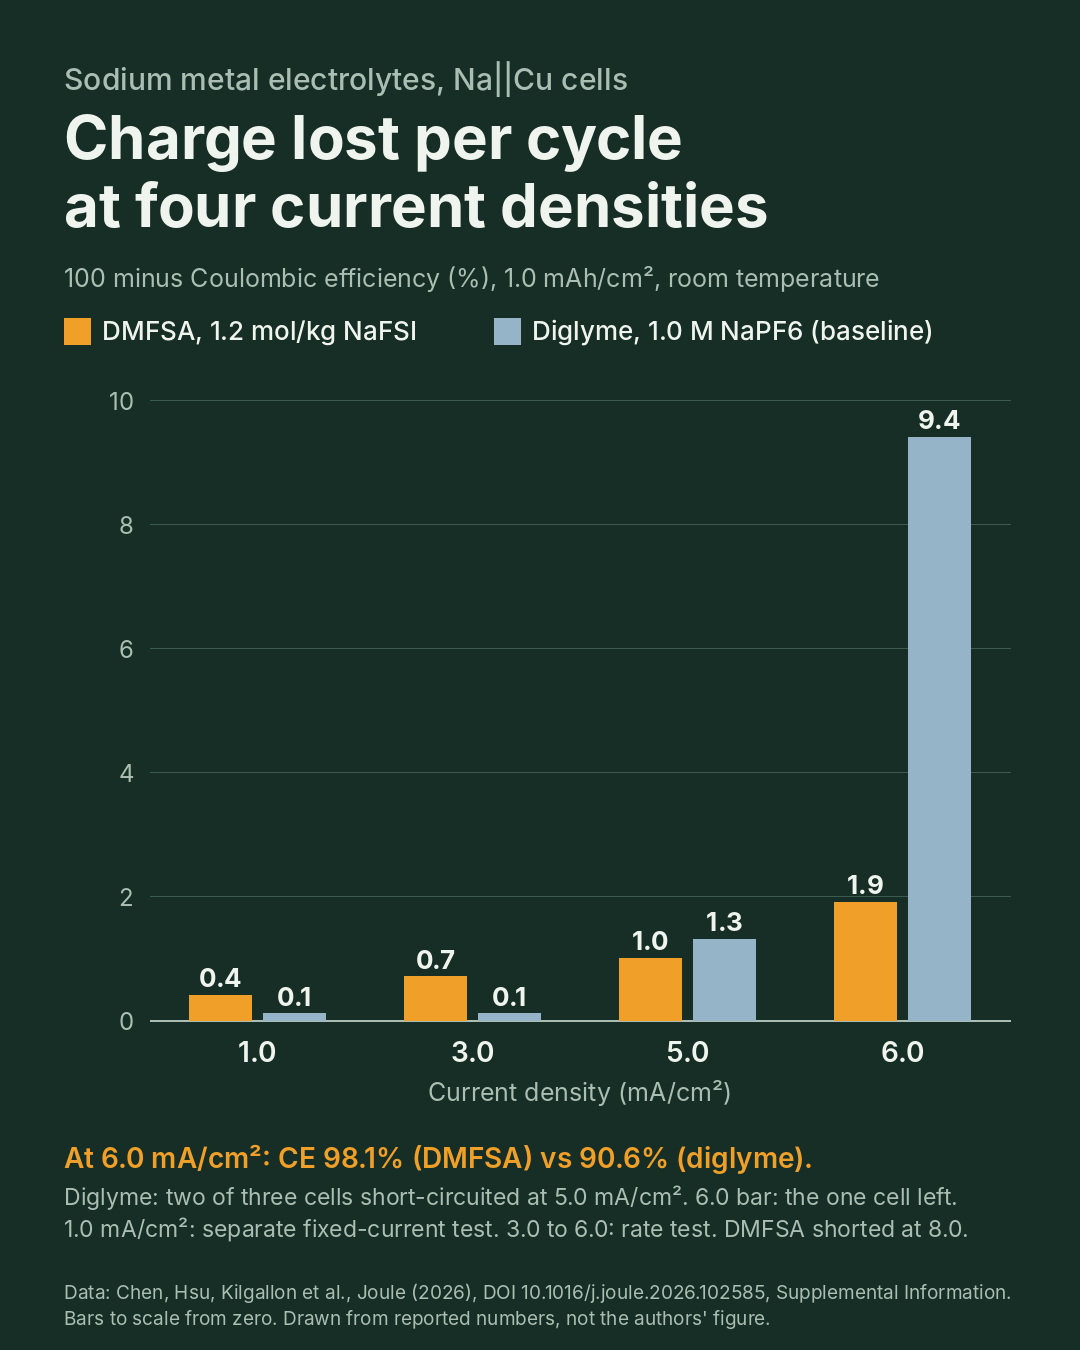 Sodium metal electrolytes, Na||Cu cells
Charge lost per cycle
at four current densities
100 minus Coulombic efficiency (%), 1.0 mAh/cm², room temperature
DMFSA, 1.2 mol/kg NaFSI
Diglyme, 1.0 M NaPF6 (baseline)
10
8
6
4
2
0
0.4
0.1
0.7
0.1
1.0
1.3
1.9
9.4
1.0
3.0
5.0
6.0
Current density (mA/cm²)
At 6.0 mA/cm²: CE 98.1% (DMFSA) vs 90.6% (diglyme).
Diglyme: two of three cells short-circuited at 5.0 mA/cm². 6.0 bar: the one cell left.
1.0 mA/cm²: separate fixed-current test. 3.0 to 6.0: rate test. DMFSA shorted at 8.0.
Data: Chen, Hsu, Kilgallon et al., Joule (2026), DOI 10.1016/j.joule.2026.102585, Supplemental Information.
Bars to scale from zero. Drawn from reported numbers, not the authors' figure.